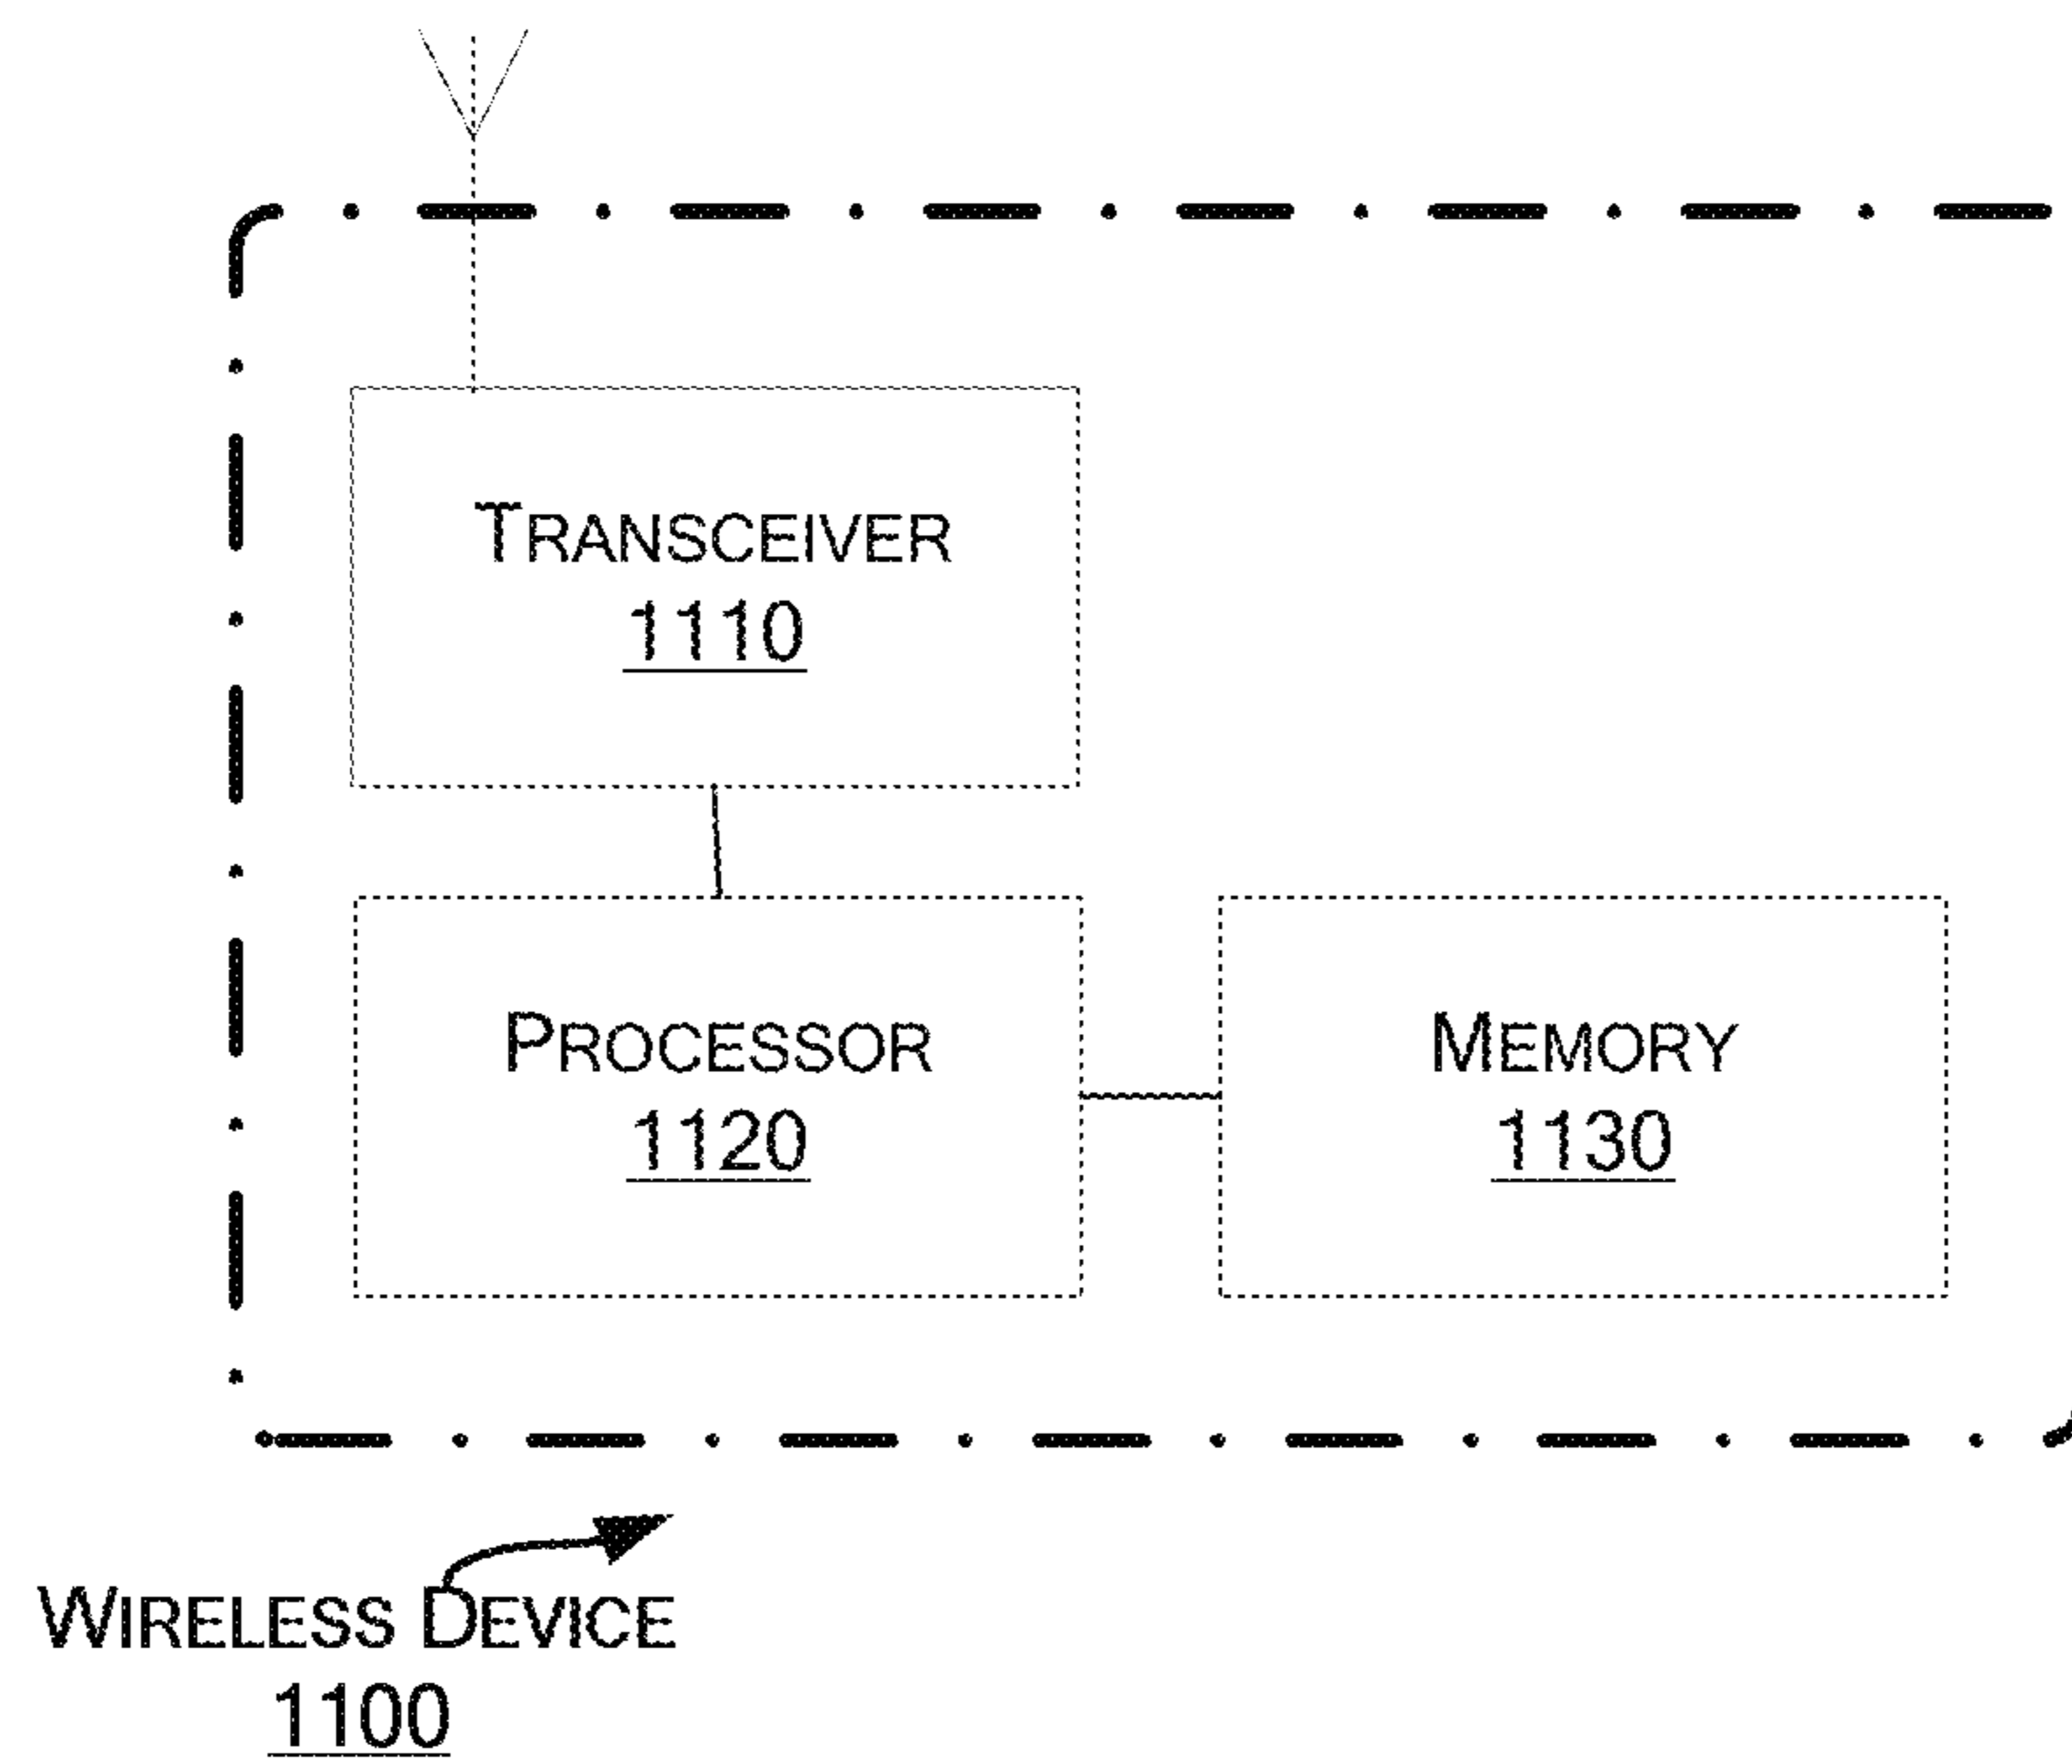 TRANSCEIVER
1110
PROCESSOR
1120
MEMORY
1130
WIRELESS DEVICE
1100